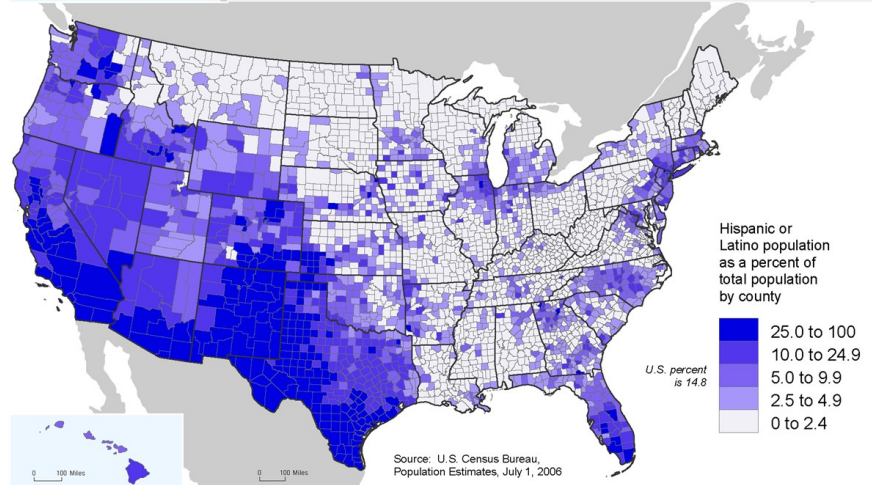 Hispanic or
Latino population
as a percent of
total population
by county
25.0 to 100
10.0 to 24.9
5.0 to 9.9
2.5 to 4.9
0 to 2.4
U.S. percent
is 14.8
Source: U.S. Census Bureau,
Population Estimates, July 1, 2006
0 100 Miles
0 100 Miles